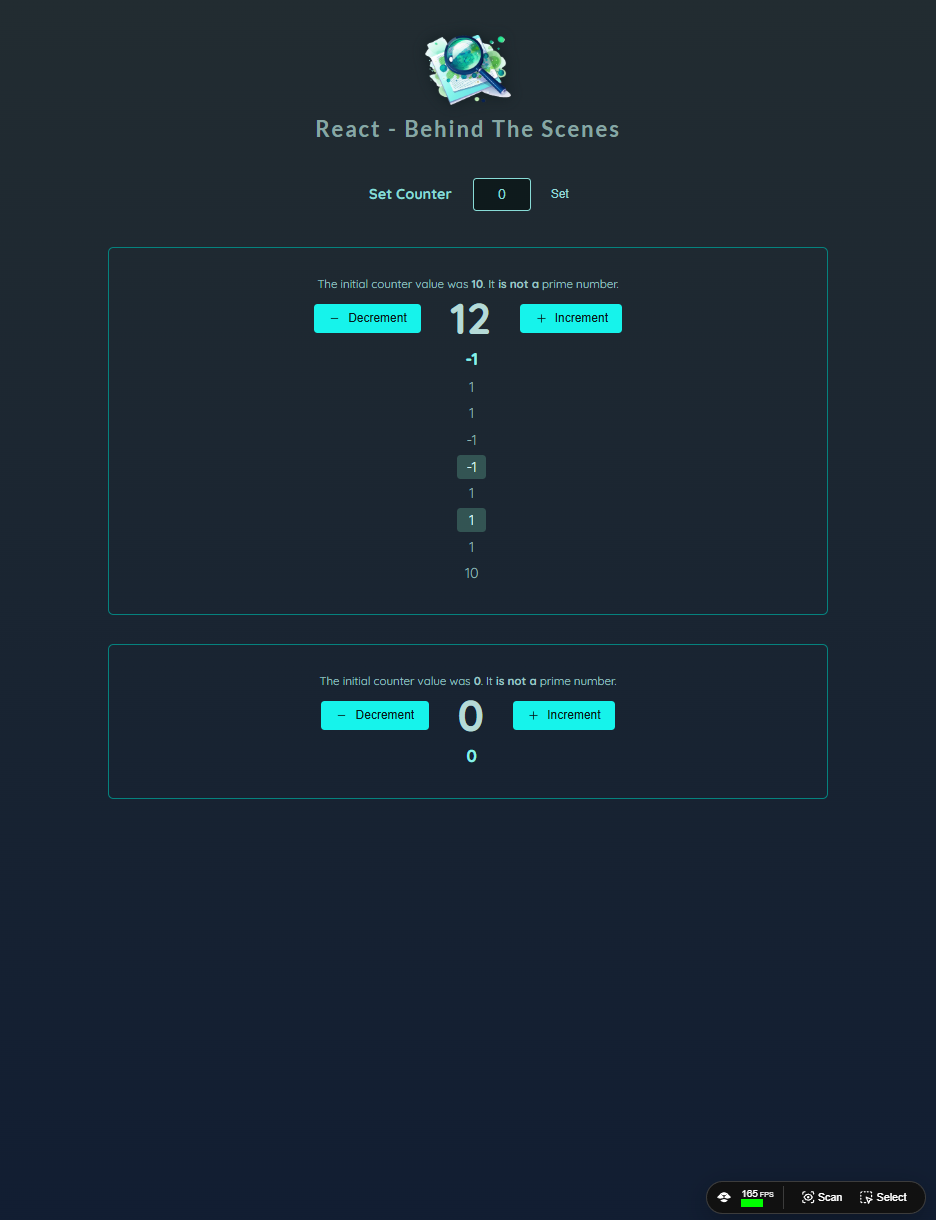 React - Behind The Scenes
Set Counter 0 Set
The initial counter value was 10. It is not a prime number.
− Decrement 12 + Increment
-1
1
1
-1
-1
1
1
1
10
The initial counter value was 0. It is not a prime number.
− Decrement 0 + Increment
0
165 FPS Scan Select